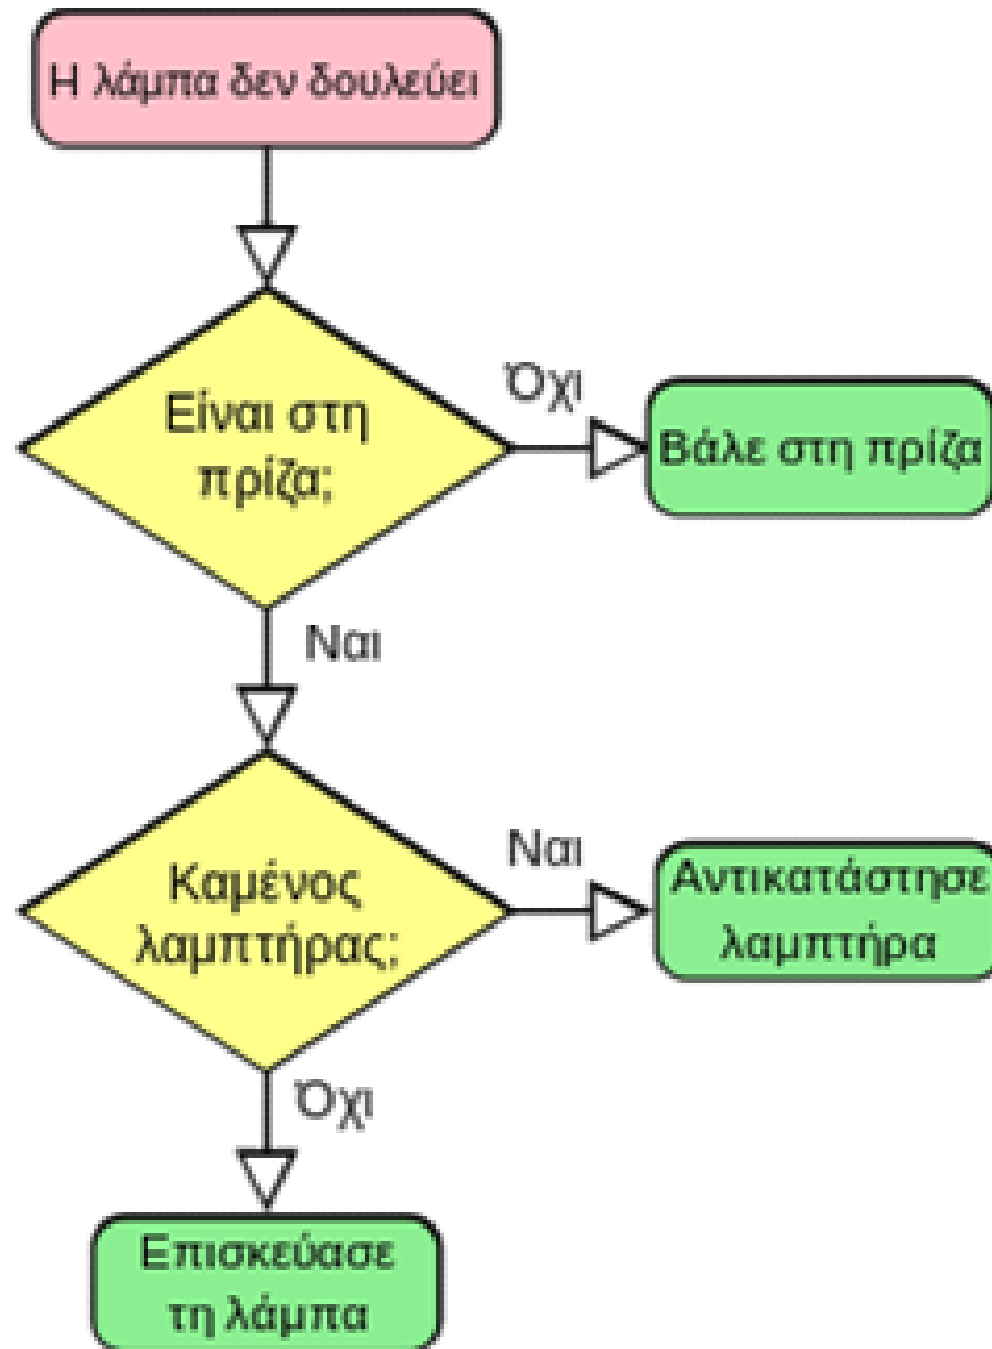 Η λάμπα δεν δουλεύει
Είναι στη
πρίζα;
Όχι
Βάλε στη πρίζα
Ναι
Καμένος
λαμπτήρας;
Ναι
Αντικατάστησε
λαμπτήρα
Όχι
Επισκεύασε
τη λάμπα